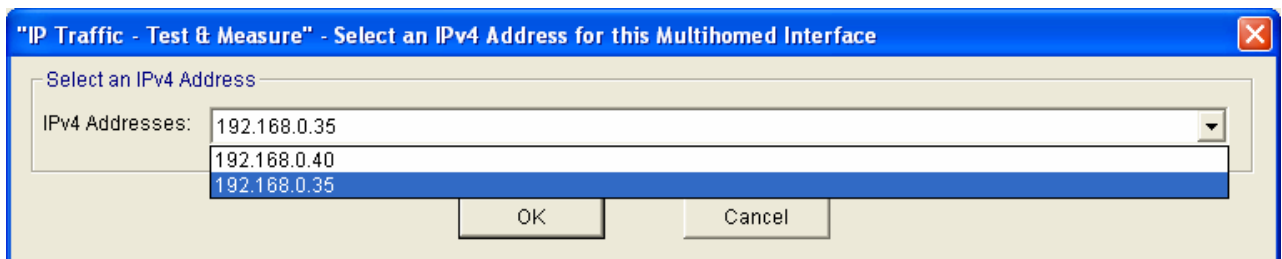 "IP Traffic - Test & Measure" - Select an IPv4 Address for this Multihomed Interface
Select an IPv4 Address
IPv4 Addresses: 192.168.0.35
192.168.0.40
192.168.0.35
OK Cancel